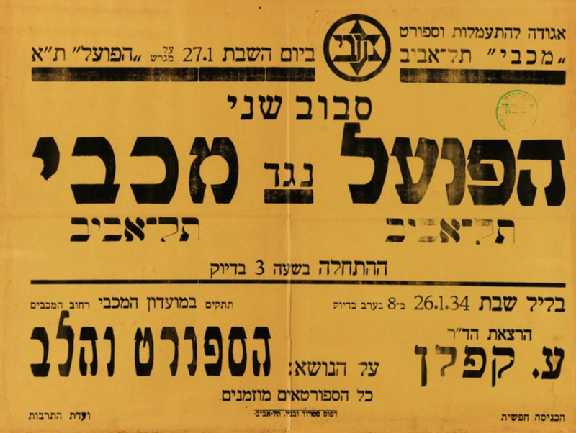 אגודה להתעמלות וספורט
„מכבי" תל־אביב
ביום השבת 27.1 על מגרש „הפועל" ת"א
מכבי
סבוב שני
הפועל נגד מכבי
תל־אביב תל־אביב
ההתחלה בשעה 3 בדיוק
בליל שבת 26.1.34 ב־8 בערב בדיוק תתקים במועדון המכבי רחוב המכבים
הרצאת הד"ר
ע. קפלן על הנושא: הספורט והלב
כל הספורטאים מוזמנים
הכניסה חפשית ועדת התרבות